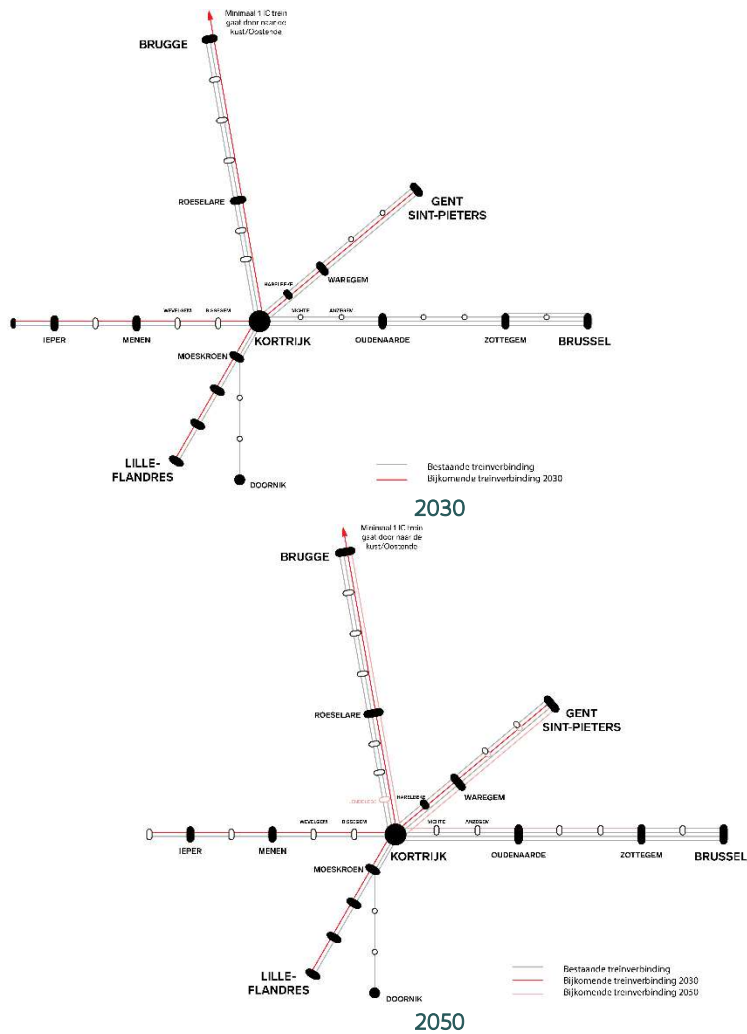 Minimaal 1 IC trein
gaat door naar de
kust/Oostende
BRUGGE
ROESELARE
GENT
SINT-PIETERS
WAREGEM
HARELBEKE
WEVELGEM
BISSEGEM
VICHTE
ANZEGEM
IEPER
MENEN
KORTRIJK
OUDENAARDE
ZOTTEGEM
BRUSSEL
MOESKROEN
LILLE-
FLANDRES
DOORNIK
Bestaande treinverbinding
Bijkomende treinverbinding 2030
2030
Minimaal 1 IC trein
gaat door naar de
kust/Oostende
BRUGGE
ROESELARE
GENT
SINT-PIETERS
WAREGEM
HARELBEKE
WEVELGEM
BISSEGEM
VICHTE
ANZEGEM
IEPER
MENEN
KORTRIJK
OUDENAARDE
ZOTTEGEM
BRUSSEL
MOESKROEN
LILLE-
FLANDRES
DOORNIK
Bestaande treinverbinding
Bijkomende treinverbinding 2030
Bijkomende treinverbinding 2050
2050